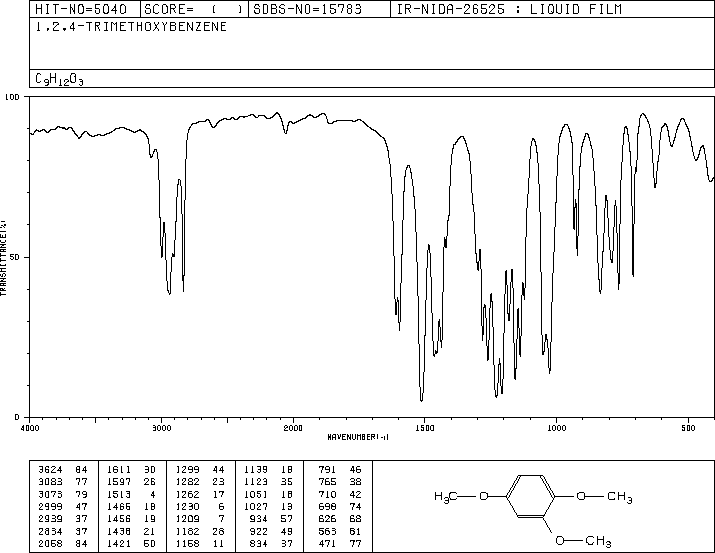 HIT-NO=5040 SCORE= ( ) SDBS-NO=15783 IR-NIDA-26525 : LIQUID FILM
1,2,4-TRIMETHOXYBENZENE
C9H12O3
100
50
0
TRANSMITTANCE(%)
4000 3000 2000 1500 1000 500
WAVENUMBER(-1)
3624 84 1611 30 1299 44 1139 18 791 46
3083 77 1597 26 1282 23 1123 35 765 38
3073 79 1513 4 1262 17 1051 18 710 42
2999 47 1466 18 1230 6 1027 13 698 74
2939 37 1456 19 1209 7 934 57 626 68
2834 37 1438 21 1182 28 922 49 563 81
2058 84 1421 50 1158 11 834 37 471 77
H3C O O CH3
O CH3